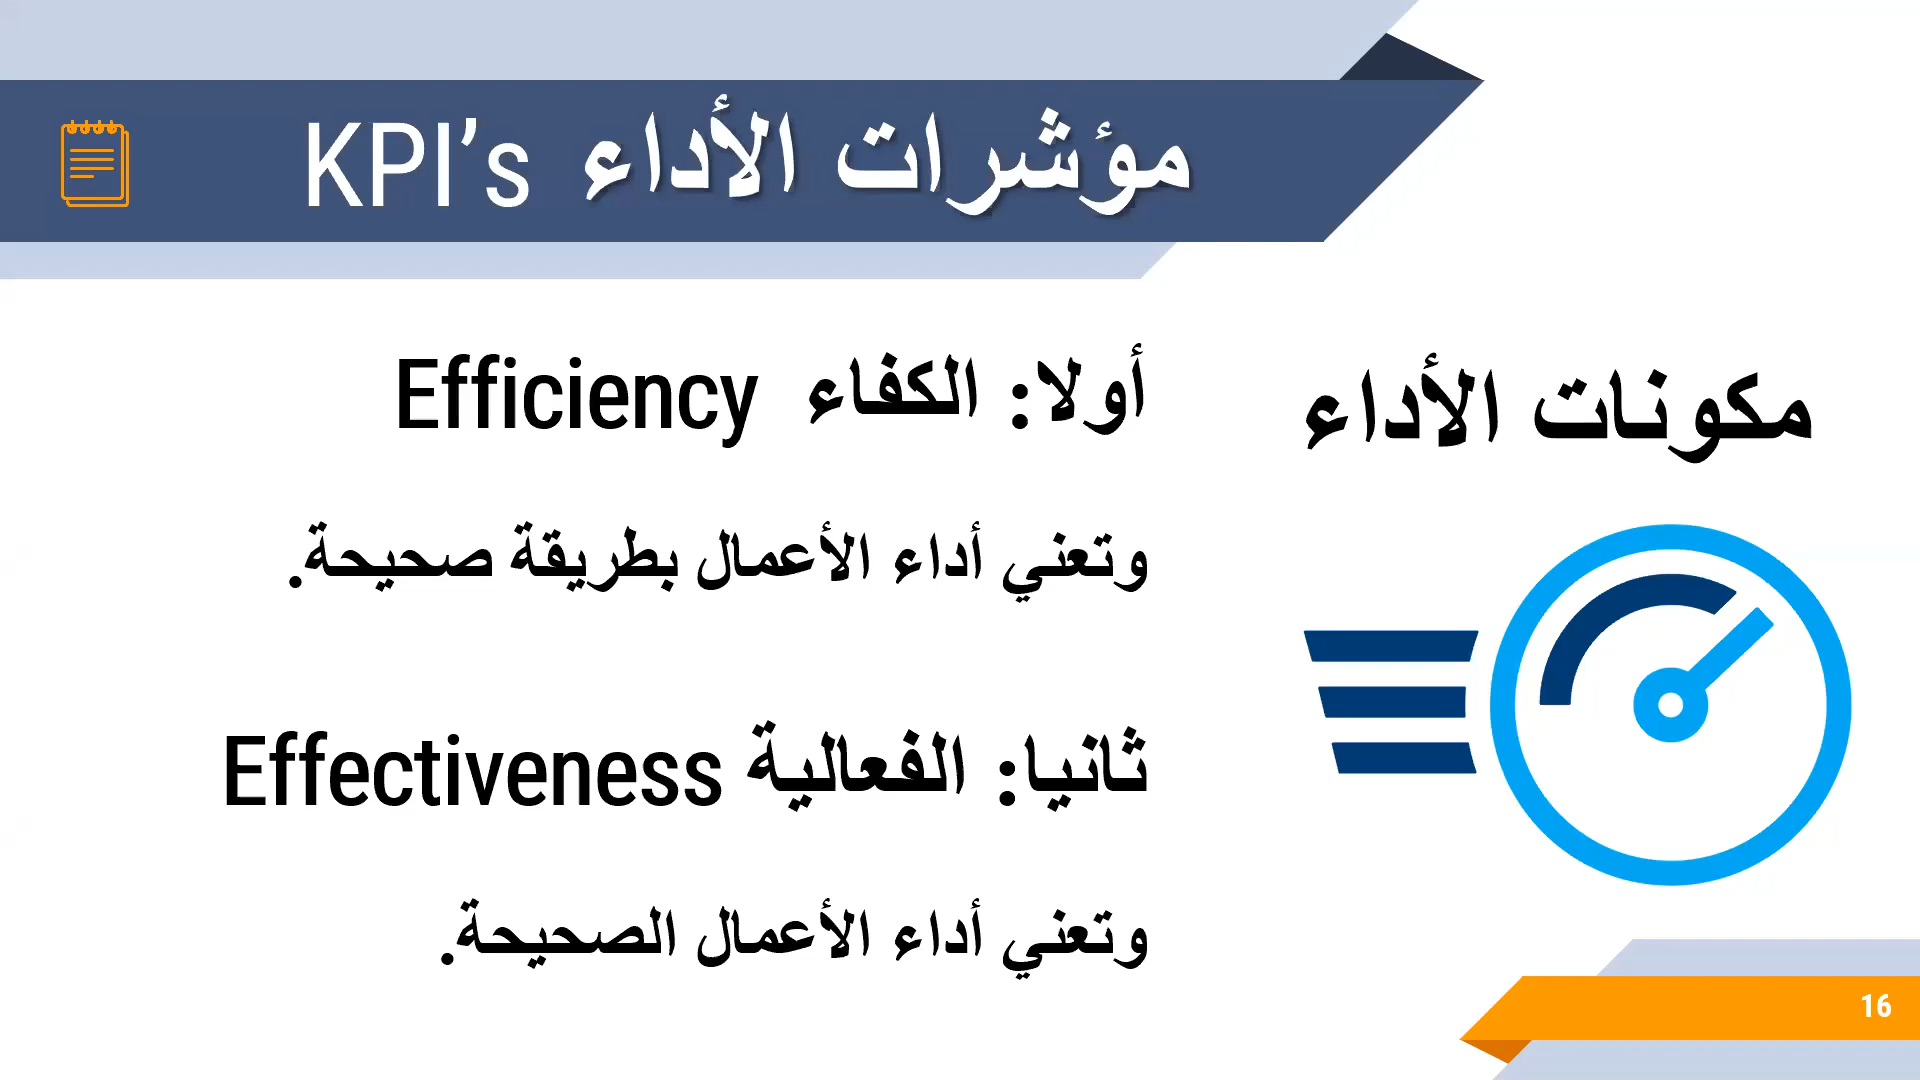 مؤشرات الأداء KPI’s
مكونات الأداء
أولا: الكفاء Efficiency
وتعني أداء الأعمال بطريقة صحيحة.
ثانيا: الفعالية Effectiveness
وتعني أداء الأعمال الصحيحة.
16